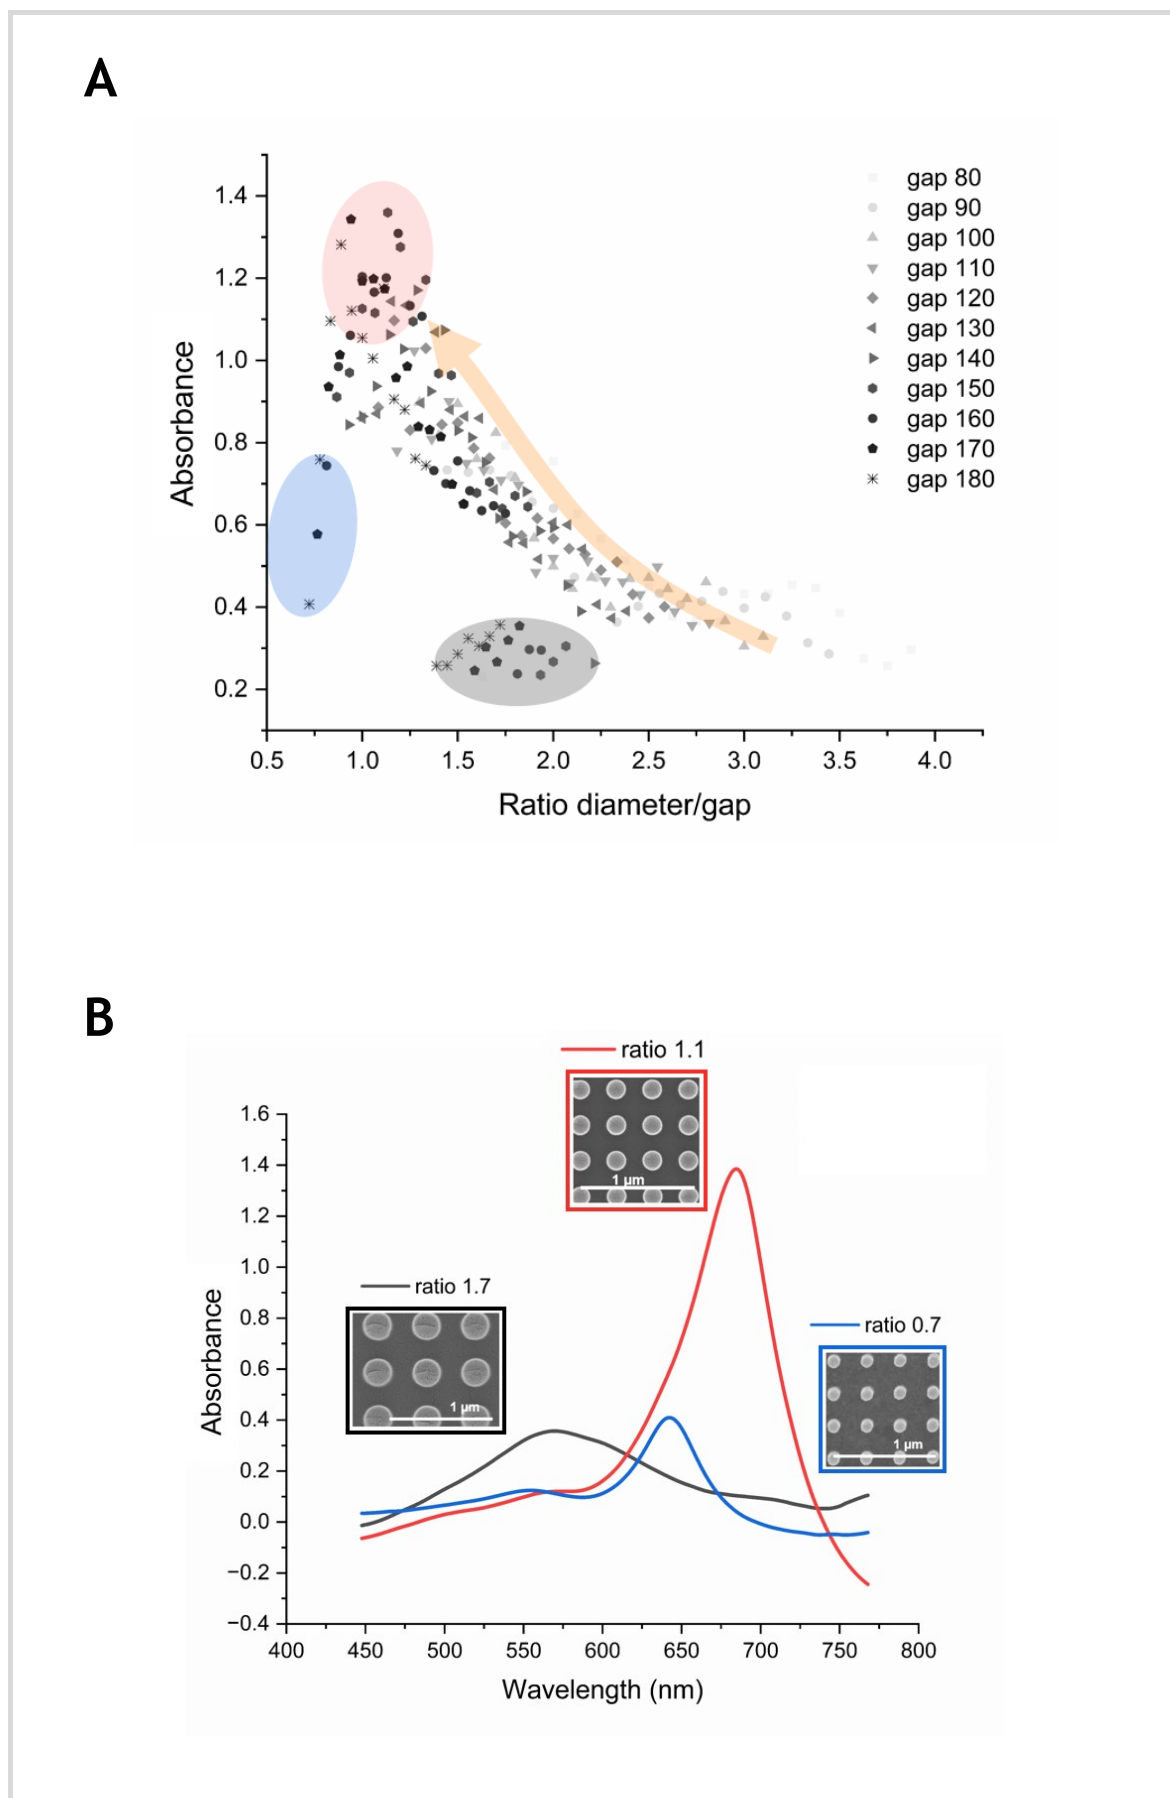 A
gap 80
gap 90
gap 100
gap 110
gap 120
gap 130
gap 140
gap 150
gap 160
gap 170
gap 180
1.4
1.2
1.0
0.8
0.6
0.4
0.2
Absorbance
0.5 1.0 1.5 2.0 2.5 3.0 3.5 4.0
Ratio diameter/gap
B
ratio 1.1
1 µm
ratio 1.7
1 µm
ratio 0.7
1 µm
1.6
1.4
1.2
1.0
0.8
0.6
0.4
0.2
0.0
−0.2
−0.4
Absorbance
400 450 500 550 600 650 700 750 800
Wavelength (nm)